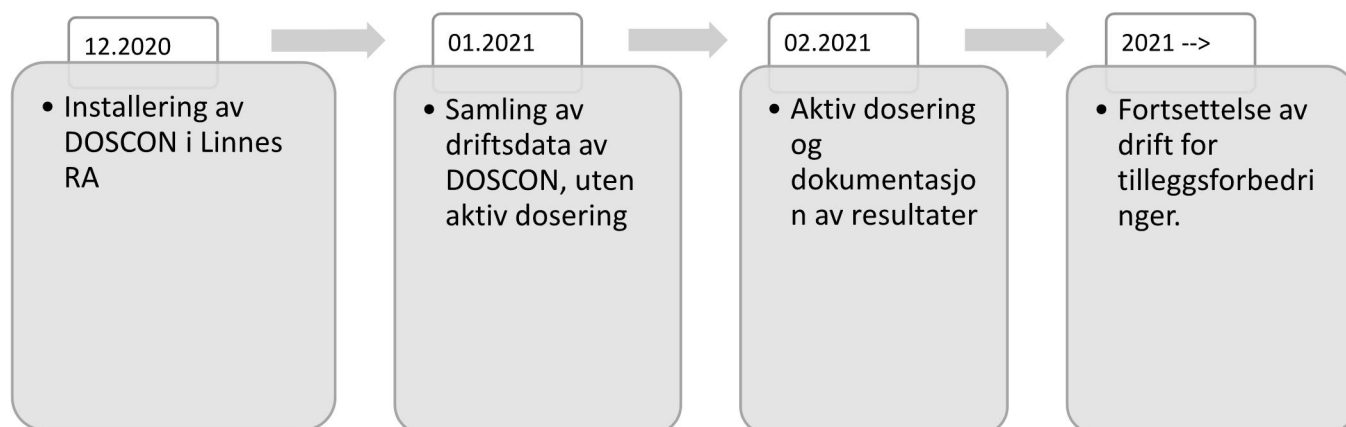 12.2020
• Installering av
DOSCON i Linnes
RA
01.2021
• Samling av
driftsdata av
DOSCON, uten
aktiv dosering
02.2021
• Aktiv dosering
og
dokumentasjo
n av resultater
2021 -->
• Fortsettelse av
drift for
tilleggsforbedri
nger.